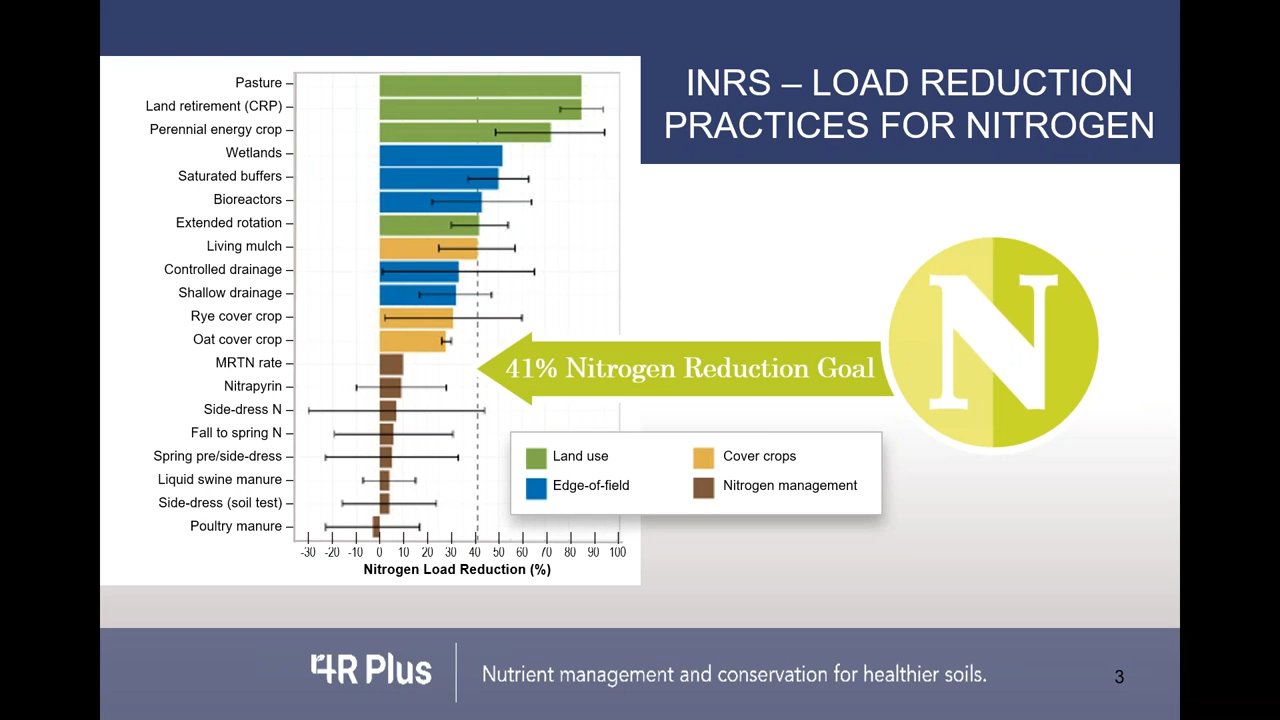 INRS – LOAD REDUCTION
PRACTICES FOR NITROGEN
Pasture
Land retirement (CRP)
Perennial energy crop
Wetlands
Saturated buffers
Bioreactors
Extended rotation
Living mulch
Controlled drainage
Shallow drainage
Rye cover crop
Oat cover crop
MRTN rate
Nitrapyrin
Side-dress N
Fall to spring N
Spring pre/side-dress
Liquid swine manure
Side-dress (soil test)
Poultry manure
-30 -20 -10 0 10 20 30 40 50 60 70 80 90 100
Nitrogen Load Reduction (%)
41% Nitrogen Reduction Goal
N
Land use
Cover crops
Edge-of-field
Nitrogen management
4R Plus
Nutrient management and conservation for healthier soils.
3